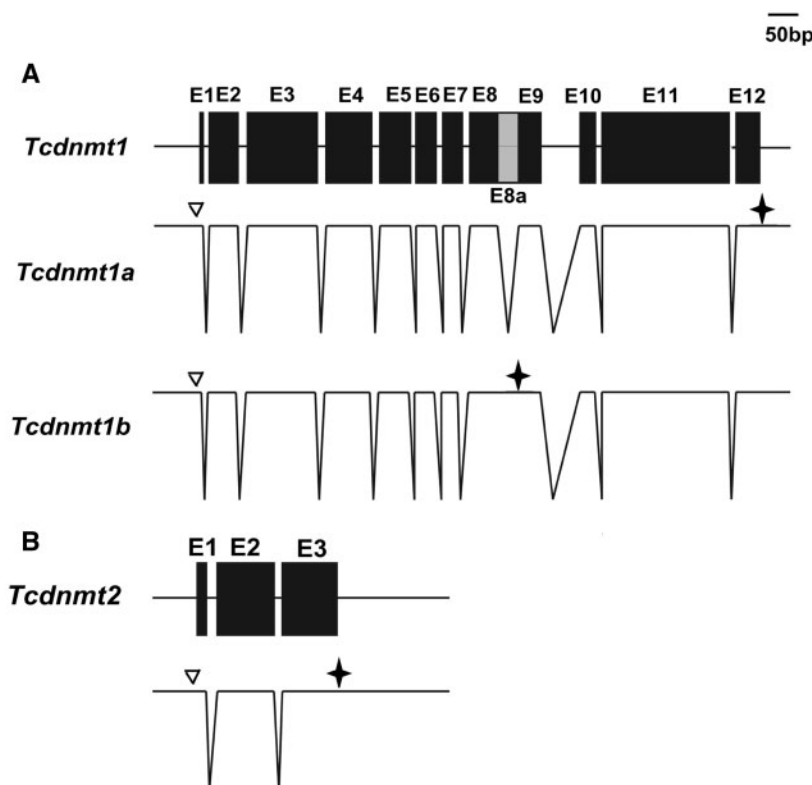 50bp
A
E1 E2 E3 E4 E5 E6 E7 E8 E9 E10 E11 E12
Tcdnmt1
E8a
Tcdnmt1a
Tcdnmt1b
B
E1 E2 E3
Tcdnmt2